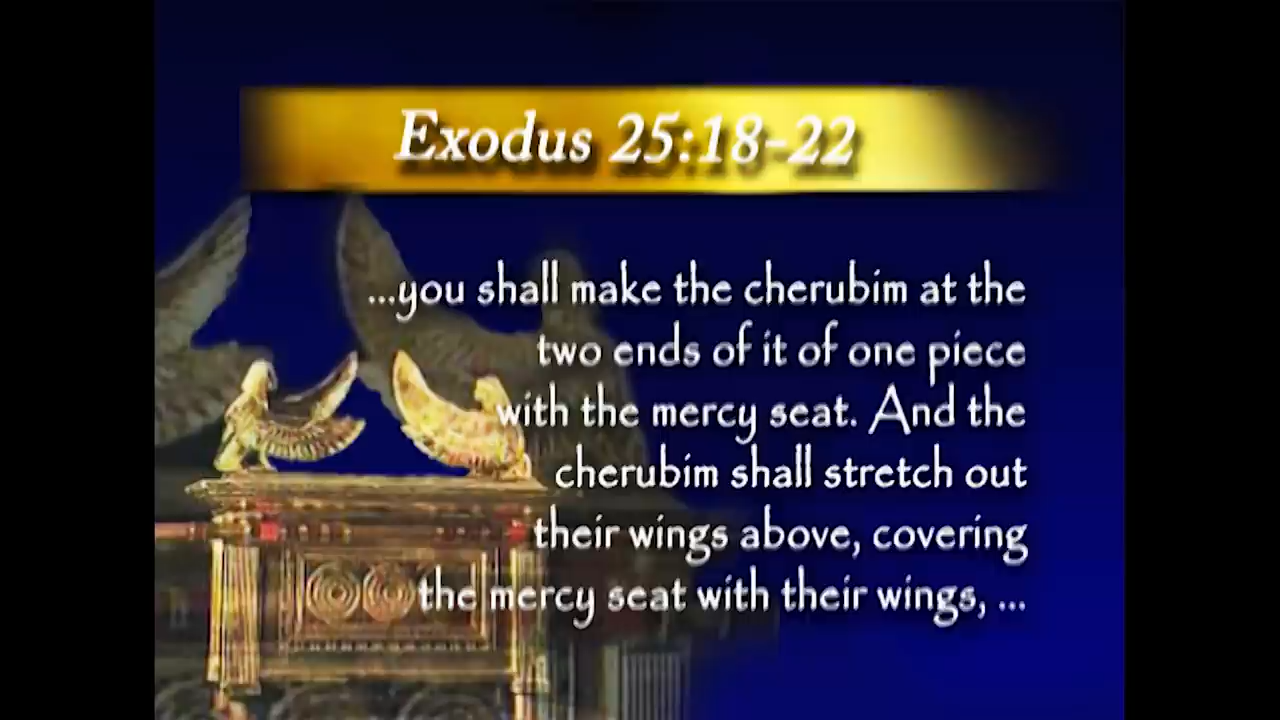 Exodus 25:18-22
...you shall make the cherubim at the
two ends of it of one piece
with the mercy seat. And the
cherubim shall stretch out
their wings above, covering
the mercy seat with their wings, ...